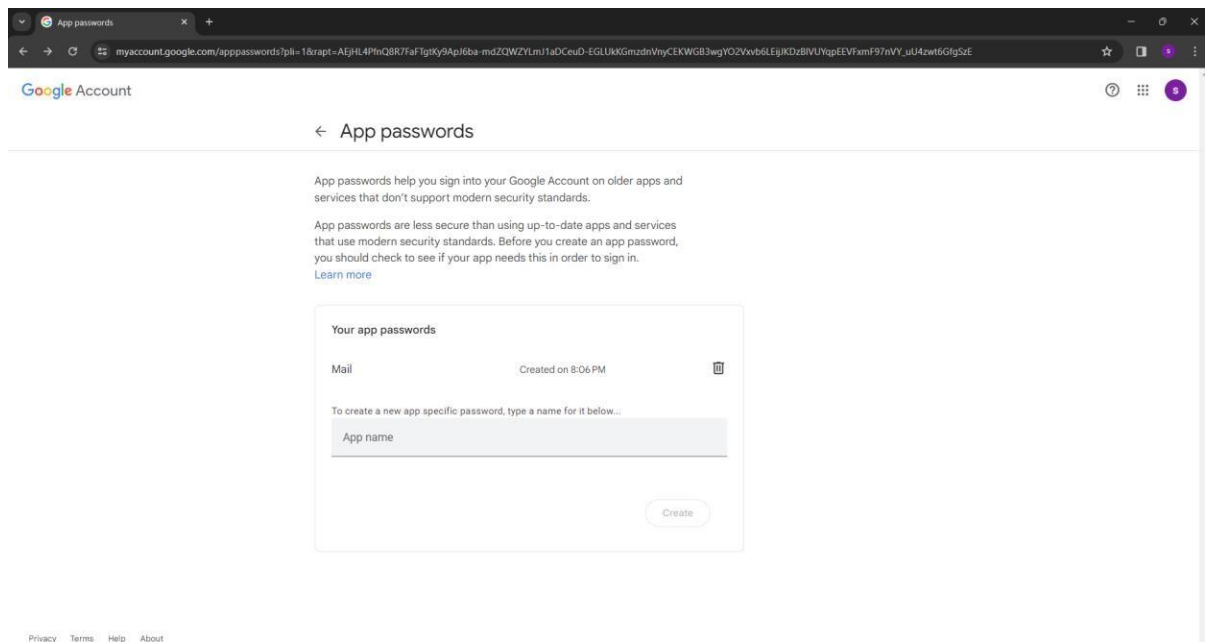 App passwords
myaccount.google.com/apppasswords?pli=1&rapt=AEjHL4PfnQ8R7FaFTgtKy9ApJ6ba-mdZQWZYLmJ1aDCeuD-EGLUkKGmzdnVnyCEKWGB3wgYO2Vxvb6LEijKDzBlVUYqpEEVFxmF97nVY_uU4zwt6GfgSzE
Google Account
S
App passwords
App passwords help you sign into your Google Account on older apps and
services that don't support modern security standards.
App passwords are less secure than using up-to-date apps and services
that use modern security standards. Before you create an app password,
you should check to see if your app needs this in order to sign in.
Learn more
Your app passwords
Mail Created on 8:06 PM
To create a new app specific password, type a name for it below...
App name
Create
Privacy Terms Help About